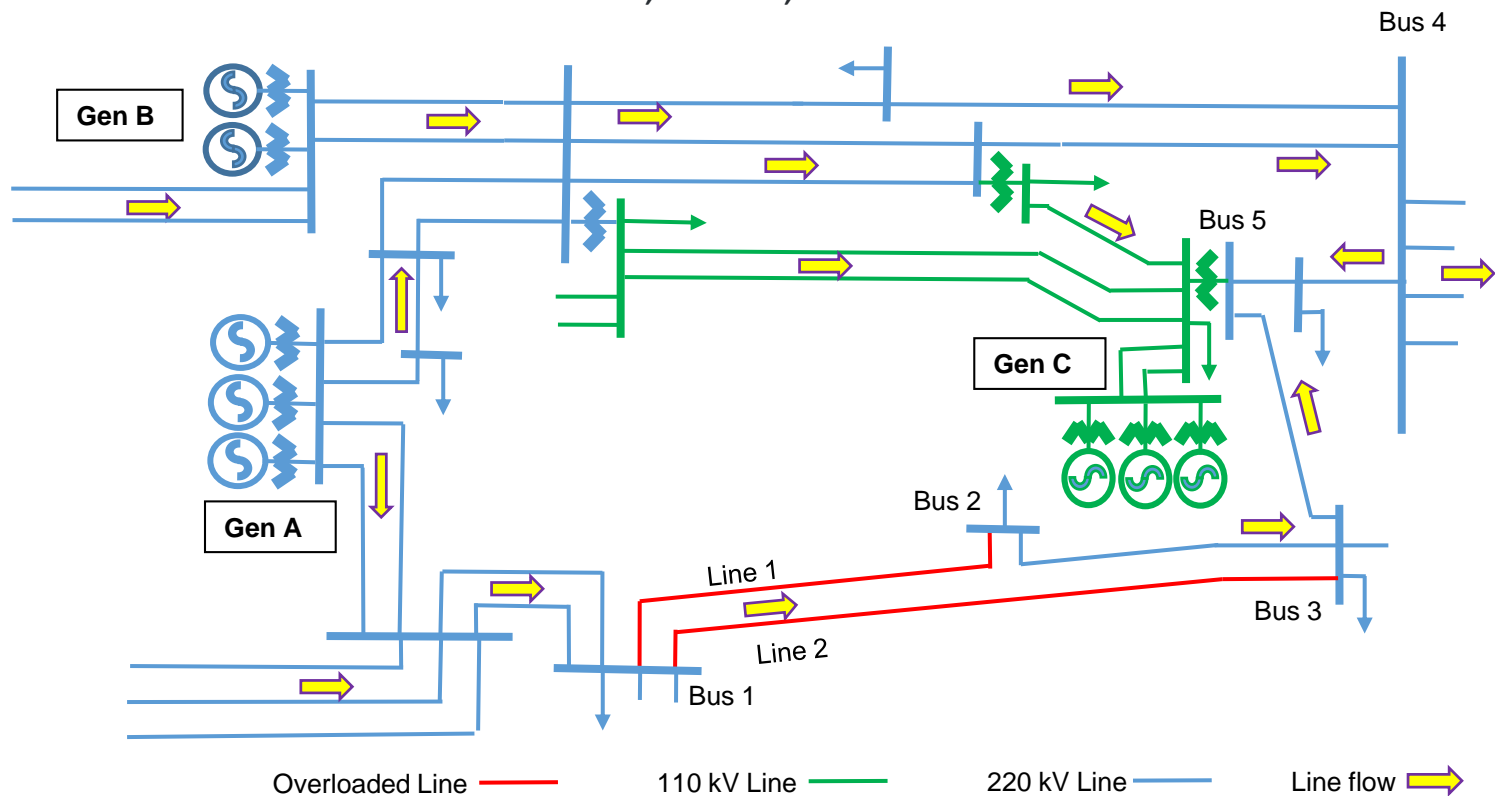 Bus 4
Gen B
Bus 5
Gen C
Gen A
Bus 2
Line 1
Bus 3
Line 2
Bus 1
Overloaded Line
110 kV Line
220 kV Line
Line flow